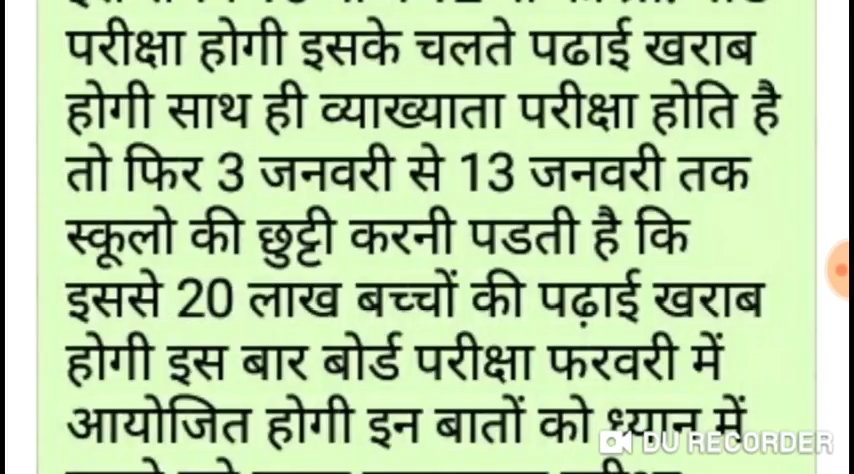 परीक्षा होगी इसके चलते पढाई खराब
होगी साथ ही व्याख्याता परीक्षा होति है
तो फिर 3 जनवरी से 13 जनवरी तक
स्कूलो की छुट्टी करनी पडती है कि
इससे 20 लाख बच्चों की पढ़ाई खराब
होगी इस बार बोर्ड परीक्षा फरवरी में
आयोजित होगी इन बातों को ध्यान में
DU RECORDER